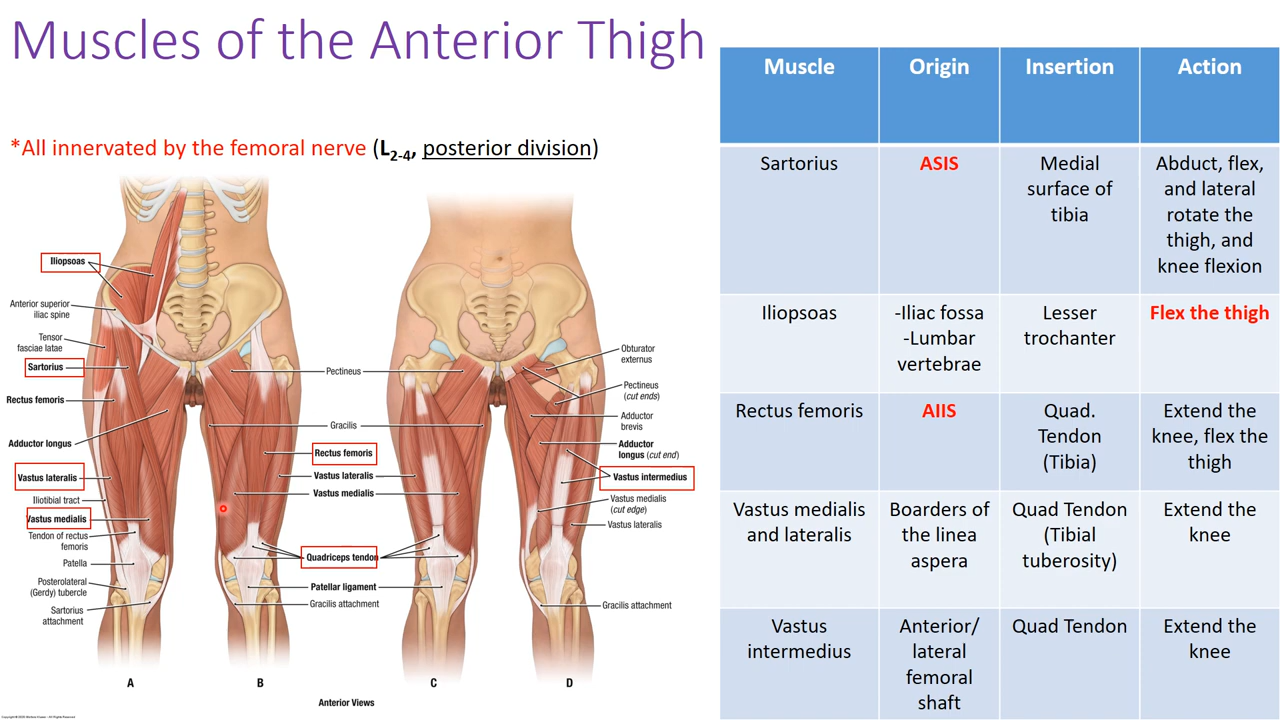 Muscles of the Anterior Thigh
*All innervated by the femoral nerve (L2-4, posterior division)
Iliopsoas
Anterior superior
iliac spine
Tensor
fasciae latae
Sartorius
Rectus femoris
Adductor longus
Vastus lateralis
Iliotibial tract
Vastus medialis
Tendon of rectus
femoris
Patella
Posterolateral
(Gerdy) tubercle
Sartorius
attachment
Pectineus
Gracilis
Rectus femoris
Vastus lateralis
Vastus medialis
Quadriceps tendon
Patellar ligament
Gracilis attachment
Obturator
externus
Pectineus
(cut ends)
Adductor
brevis
Adductor
longus (cut end)
Vastus intermedius
Vastus medialis
(cut edge)
Vastus lateralis
Gracilis attachment
A
B
C
D
Anterior Views
Muscle
Origin
Insertion
Action
Sartorius
ASIS
Medial
surface of
tibia
Abduct, flex,
and lateral
rotate the
thigh, and
knee flexion
Iliopsoas
-Iliac fossa
-Lumbar
vertebrae
Lesser
trochanter
Flex the thigh
Rectus femoris
AIIS
Quad.
Tendon
(Tibia)
Extend the
knee, flex the
thigh
Vastus medialis
and lateralis
Boarders of
the linea
aspera
Quad Tendon
(Tibial
tuberosity)
Extend the
knee
Vastus
intermedius
Anterior/
lateral
femoral
shaft
Quad Tendon
Extend the
knee